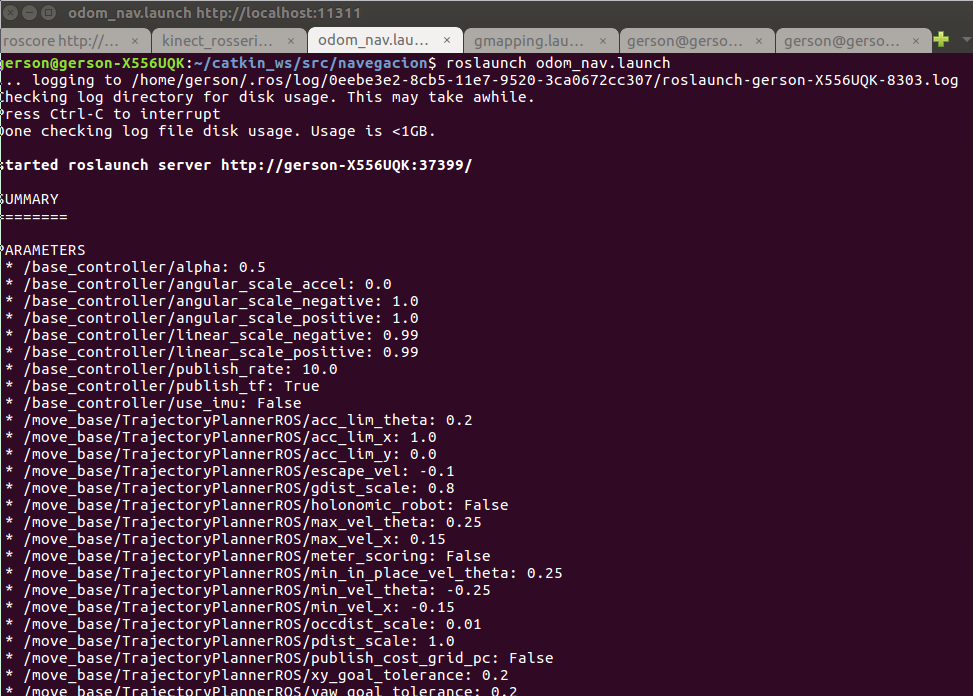 odom_nav.launch http://localhost:11311
roscore http://... × kinect_rosseri... × odom_nav.lau... × gmapping.lau... × gerson@gerso... × gerson@gerso... ×
gerson@gerson-X556UQK:~/catkin_ws/src/navegacion$ roslaunch odom_nav.launch
... logging to /home/gerson/.ros/log/0eebe3e2-8cb5-11e7-9520-3ca0672cc307/roslaunch-gerson-X556UQK-8303.log
Checking log directory for disk usage. This may take awhile.
Press Ctrl-C to interrupt
Done checking log file disk usage. Usage is <1GB.
started roslaunch server http://gerson-X556UQK:37399/
SUMMARY
========
PARAMETERS
* /base_controller/alpha: 0.5
* /base_controller/angular_scale_accel: 0.0
* /base_controller/angular_scale_negative: 1.0
* /base_controller/angular_scale_positive: 1.0
* /base_controller/linear_scale_negative: 0.99
* /base_controller/linear_scale_positive: 0.99
* /base_controller/publish_rate: 10.0
* /base_controller/publish_tf: True
* /base_controller/use_imu: False
* /move_base/TrajectoryPlannerROS/acc_lim_theta: 0.2
* /move_base/TrajectoryPlannerROS/acc_lim_x: 1.0
* /move_base/TrajectoryPlannerROS/acc_lim_y: 0.0
* /move_base/TrajectoryPlannerROS/escape_vel: -0.1
* /move_base/TrajectoryPlannerROS/gdist_scale: 0.8
* /move_base/TrajectoryPlannerROS/holonomic_robot: False
* /move_base/TrajectoryPlannerROS/max_vel_theta: 0.25
* /move_base/TrajectoryPlannerROS/max_vel_x: 0.15
* /move_base/TrajectoryPlannerROS/meter_scoring: False
* /move_base/TrajectoryPlannerROS/min_in_place_vel_theta: 0.25
* /move_base/TrajectoryPlannerROS/min_vel_theta: -0.25
* /move_base/TrajectoryPlannerROS/min_vel_x: -0.15
* /move_base/TrajectoryPlannerROS/occdist_scale: 0.01
* /move_base/TrajectoryPlannerROS/pdist_scale: 1.0
* /move_base/TrajectoryPlannerROS/publish_cost_grid_pc: False
* /move_base/TrajectoryPlannerROS/xy_goal_tolerance: 0.2
* /move_base/TrajectoryPlannerROS/yaw_goal_tolerance: 0.2